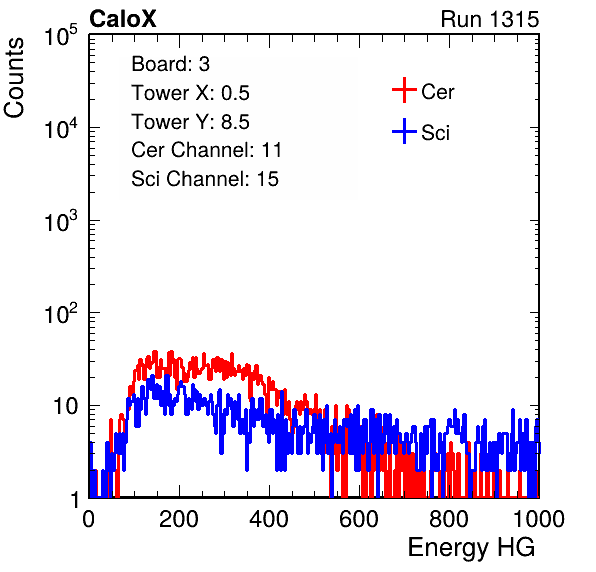 CaloX Run 1315
Counts
Board: 3
Tower X: 0.5
Tower Y: 8.5
Cer Channel: 11
Sci Channel: 15
Cer
Sci
10^5
10^4
10^3
10^2
10
1
0 200 400 600 800 1000
Energy HG